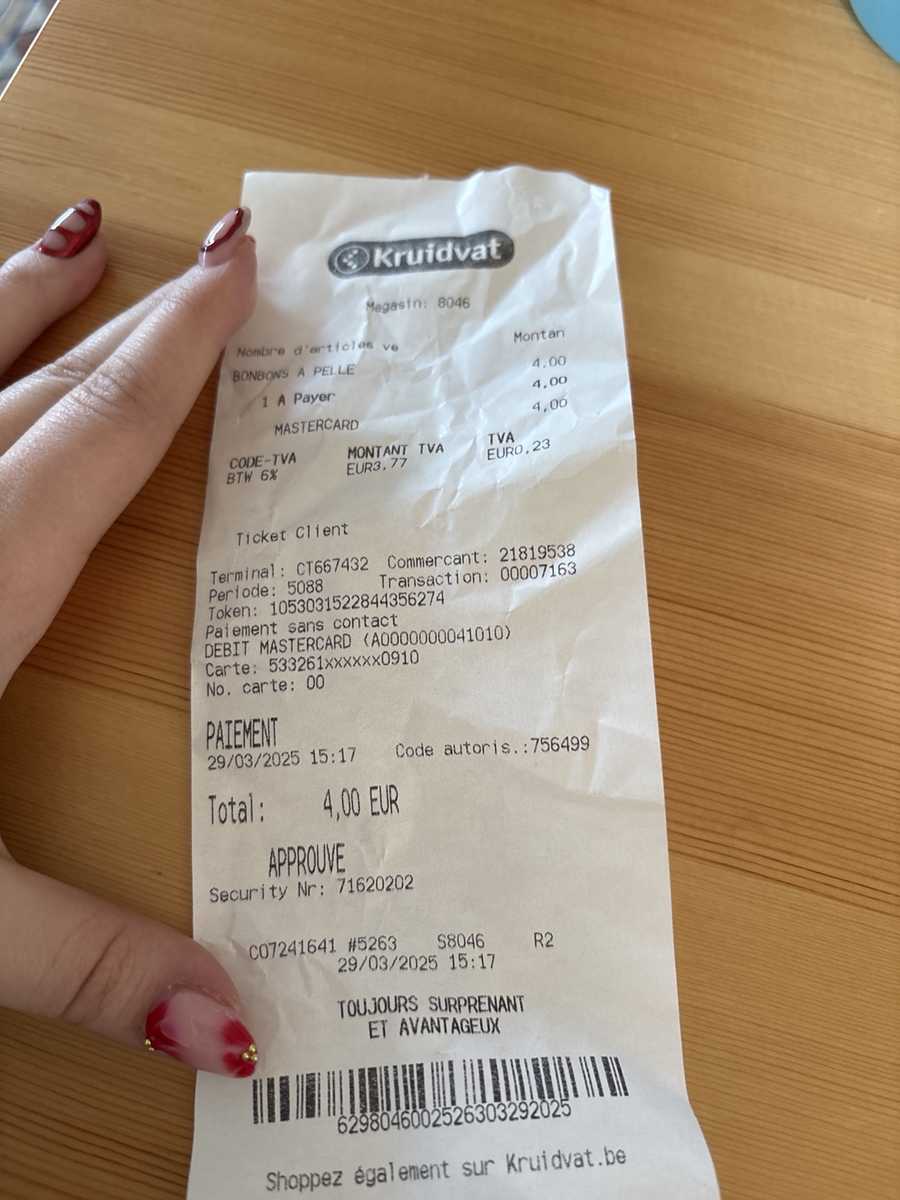 Kruidvat
Magasin: 8046
Nombre d'articles ve Montan
BONBONS A PELLE 4,00
1 A Payer 4,00
MASTERCARD 4,00
CODE-TVA MONTANT TVA TVA
BTW 6% EUR3,77 EUR0,23
Ticket Client
Terminal: CT667432 Commercant: 21819538
Periode: 5088 Transaction: 00007163
Token: 1053031522844356274
Paiement sans contact
DEBIT MASTERCARD (A0000000041010)
Carte: 533261xxxxxx0910
No. carte: 00
PAIEMENT
29/03/2025 15:17 Code autoris.:756499
Total: 4,00 EUR
APPROUVE
Security Nr: 71620202
C07241641 #5263 S8046 R2
29/03/2025 15:17
TOUJOURS SURPRENANT
ET AVANTAGEUX
6298046002526303292025
Shoppez également sur Kruidvat.be